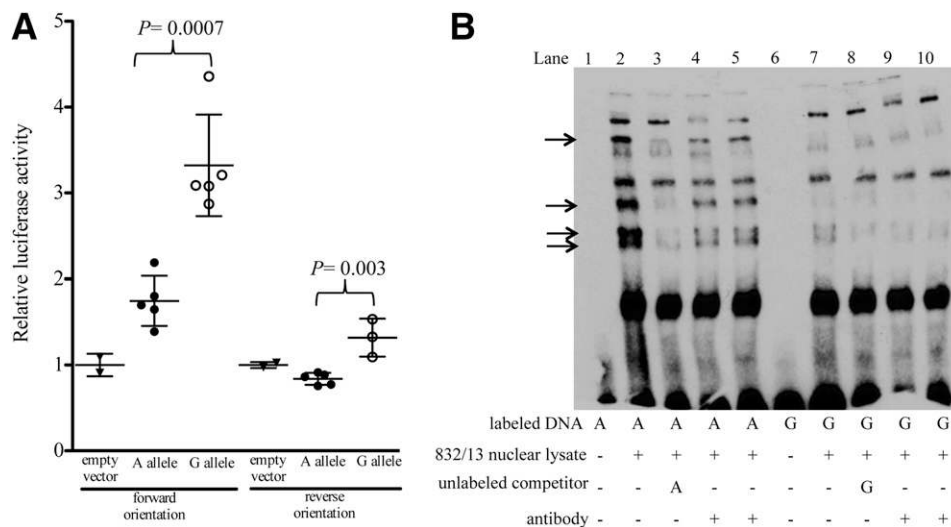 A
P= 0.0007
P= 0.003
Relative luciferase activity
5
4
3
2
1
0
empty vector
A allele
G allele
empty vector
A allele
G allele
forward orientation
reverse orientation
B
Lane 1 2 3 4 5 6 7 8 9 10
labeled DNA A A A A A G G G G G
832/13 nuclear lysate - + + + + - + + + +
unlabeled competitor - - A - - - - G - -
antibody - - - + + - - - + +